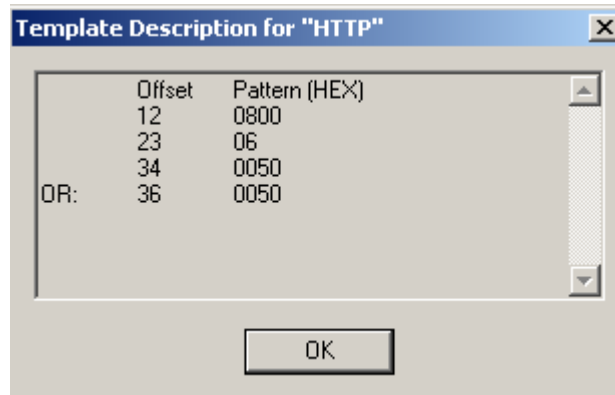 Template Description for "HTTP"
Offset Pattern (HEX)
12 0800
23 06
34 0050
OR: 36 0050
OK